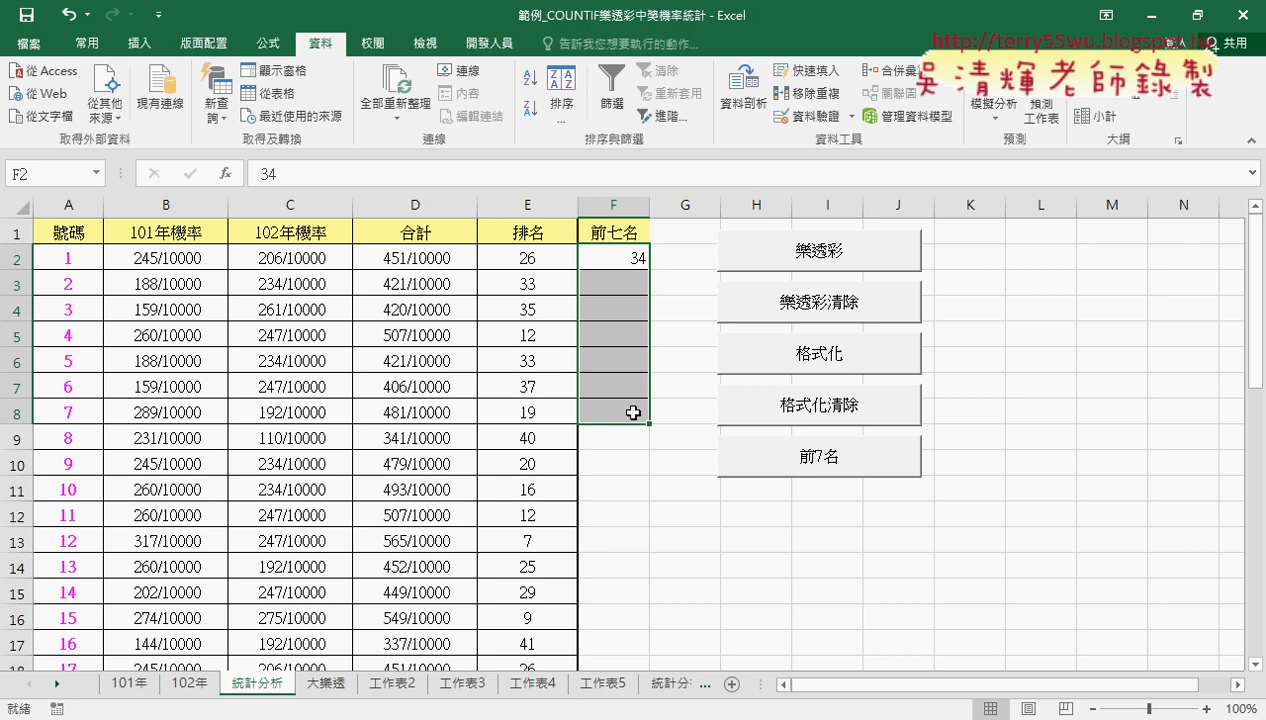 範例_COUNTIF樂透彩中獎機率統計 - Excel
檔案 常用 插入 版面配置 公式 資料 校閱 檢視 開發人員 告訴我您想要執行的動作... 登入 共用
http://terry55wu.blogspot.tw
吳清輝老師錄製
從 Access 從 Web 從文字檔 從其他來源 現有連線 取得外部資料
新查詢 顯示窗格 從表格 最近使用的來源 取得及轉換
全部重新整理 連線 內容 編輯連結 連線
排序... 篩選 清除 重新套用 進階... 排序與篩選
資料剖析 快速填入 移除重複 資料驗證 合併彙 關聯圖 管理資料模型 資料工具
模擬分析 預測工作表 預測 小計 大綱
F2 fx 34
A B C D E F G H I J K L M N
1 號碼 101年機率 102年機率 合計 排名 前七名
2 1 245/10000 206/10000 451/10000 26 34
3 2 188/10000 234/10000 421/10000 33
4 3 159/10000 261/10000 420/10000 35
5 4 260/10000 247/10000 507/10000 12
6 5 188/10000 234/10000 421/10000 33
7 6 159/10000 247/10000 406/10000 37
8 7 289/10000 192/10000 481/10000 19
9 8 231/10000 110/10000 341/10000 40
10 9 245/10000 234/10000 479/10000 20
11 10 260/10000 234/10000 493/10000 16
12 11 260/10000 247/10000 507/10000 12
13 12 317/10000 247/10000 565/10000 7
14 13 260/10000 192/10000 452/10000 25
15 14 202/10000 247/10000 449/10000 29
16 15 274/10000 275/10000 549/10000 9
17 16 144/10000 192/10000 337/10000 41
18 17 245/10000 206/10000 451/10000 26
樂透彩
樂透彩清除
格式化
格式化清除
前7名
101年 102年 統計分析 大樂透 工作表2 工作表3 工作表4 工作表5 統計分 ...
就緒 100%